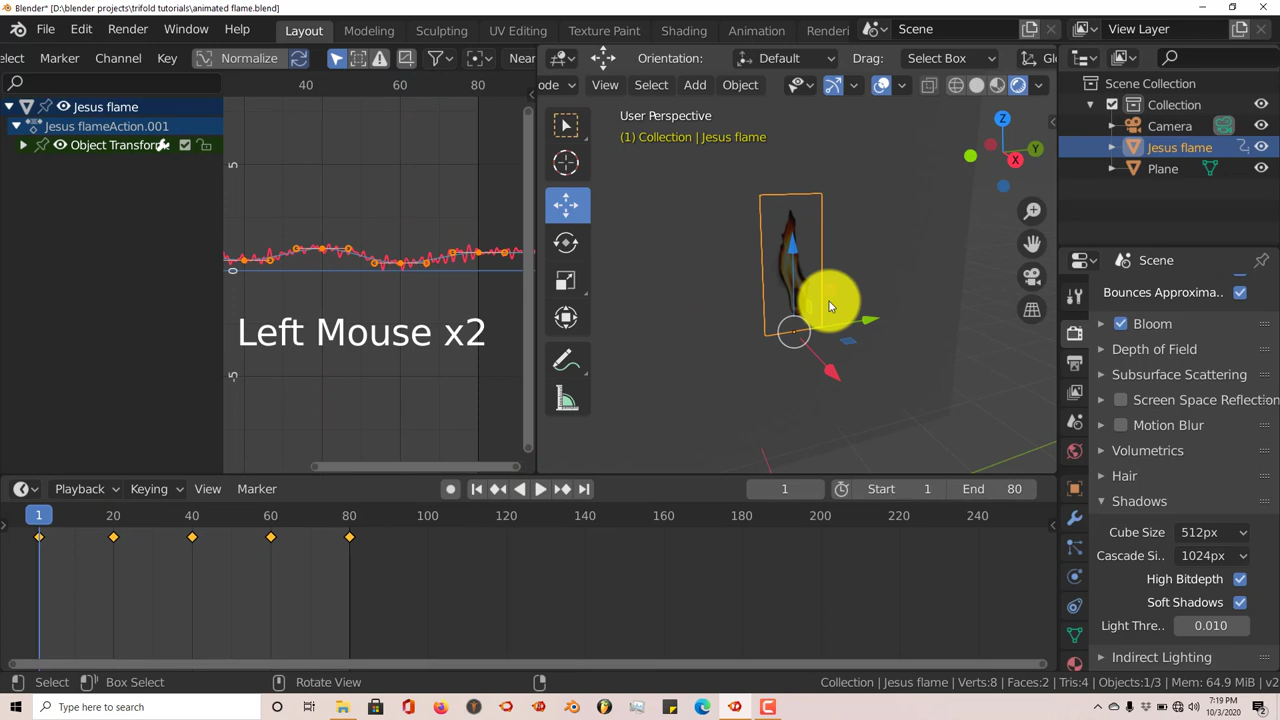 Blender* [D:\blender projects\trifold tutorials\animated flame.blend]
File Edit Render Window Help Layout Modeling Sculpting UV Editing Texture Paint Shading Animation Renderi Scene View Layer
elect Marker Channel Key Normalize Near Orientation: Default Drag: Select Box Glo
40 60 80 ode View Select Add Object Scene Collection
Jesus flame User Perspective Collection
Jesus flameAction.001 (1) Collection | Jesus flame Camera
Object Transform Jesus flame
5 Plane
0
-5
Z
Y
X
Scene
Bounces Approxima..
Bloom
Left Mouse x2
Depth of Field
Subsurface Scattering
Screen Space Reflection
Motion Blur
Volumetrics
Hair
Playback Keying View Marker 1 Start 1 End 80 Shadows
1 20 40 60 80 100 120 140 160 180 200 220 240
Cube Size 512px
Cascade Si.. 1024px
High Bitdepth
Soft Shadows
Light Thre.. 0.010
Indirect Lighting
Select Box Select Rotate View Collection | Jesus flame | Verts:8 | Faces:2 | Tris:4 | Objects:1/3 | Mem: 64.9 MiB | v2
Type here to search 7:19 PM
10/3/2020